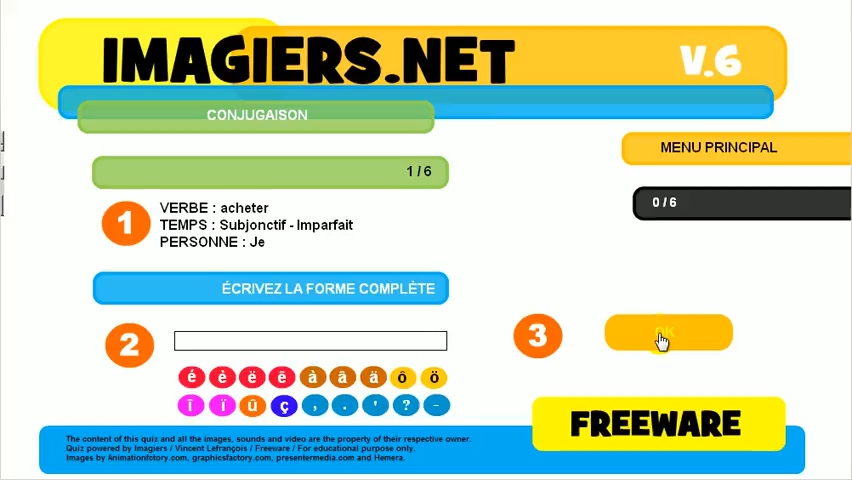 IMAGIERS.NET
V.6
CONJUGAISON
MENU PRINCIPAL
1 / 6
0 / 6
1
VERBE : acheter
TEMPS : Subjonctif - Imparfait
PERSONNE : Je
ÉCRIVEZ LA FORME COMPLÈTE
2
3
OK
é è ë ê à â ä ô ö
î ï û ç , . ' ? -
FREEWARE
The content of this quiz and all the images, sounds and video are the property of their respective owner.
Quiz powered by Imagiers / Vincent Lefrançois / Freeware / For educational purpose only.
Images by Animationfctory.com, graphicsfactory.com, presentermedia.com and Hemera.